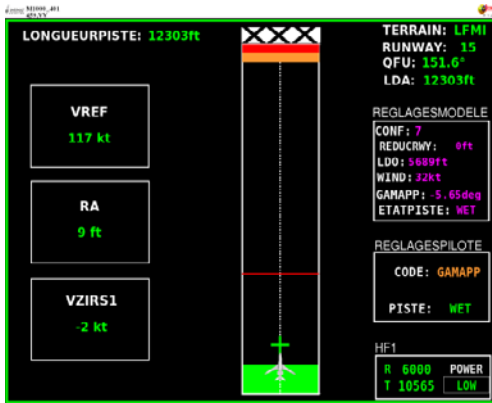 LONGUEURPISTE: 12303ft
TERRAIN: LFMI
RUNWAY: 15
QFU: 151.6°
LDA: 12303ft
VREF
117 kt
RA
9 ft
VZIRS1
-2 kt
REGLAGESMODELE
CONF: 7
REDUCRWY: 0ft
LDO: 5689ft
WIND: 32kt
GAMAPP: -5.65deg
ETATPISTE: WET
REGLAGESPILOTE
CODE: GAMAPP
PISTE: WET
HF1
R 6000 POWER
T 10565 LOW